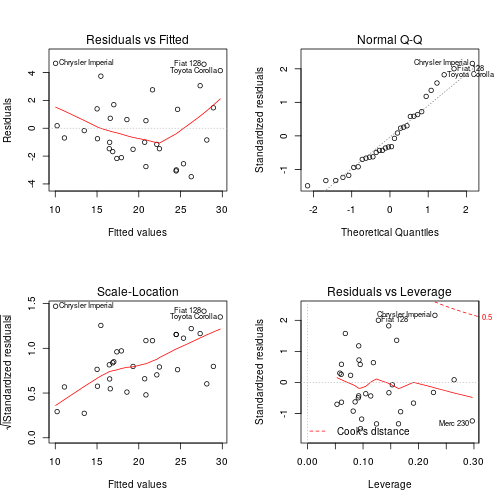 Residuals vs Fitted
Residuals
4
2
0
-2
-4
Chrysler Imperial
Fiat 128
Toyota Corolla
10
15
20
25
30
Fitted values
Normal Q-Q
Standardized residuals
2
1
0
-1
Chrysler Imperial
Fiat 128
Toyota Corolla
-2
-1
0
1
2
Theoretical Quantiles
Scale-Location
√|Standardized residuals|
1.5
1.0
0.5
0.0
Chrysler Imperial
Fiat 128
Toyota Corolla
10
15
20
25
30
Fitted values
Residuals vs Leverage
Standardized residuals
2
1
0
-1
Chrysler Imperial
Fiat 128
Merc 230
0.5
Cook's distance
0.00
0.10
0.20
0.30
Leverage